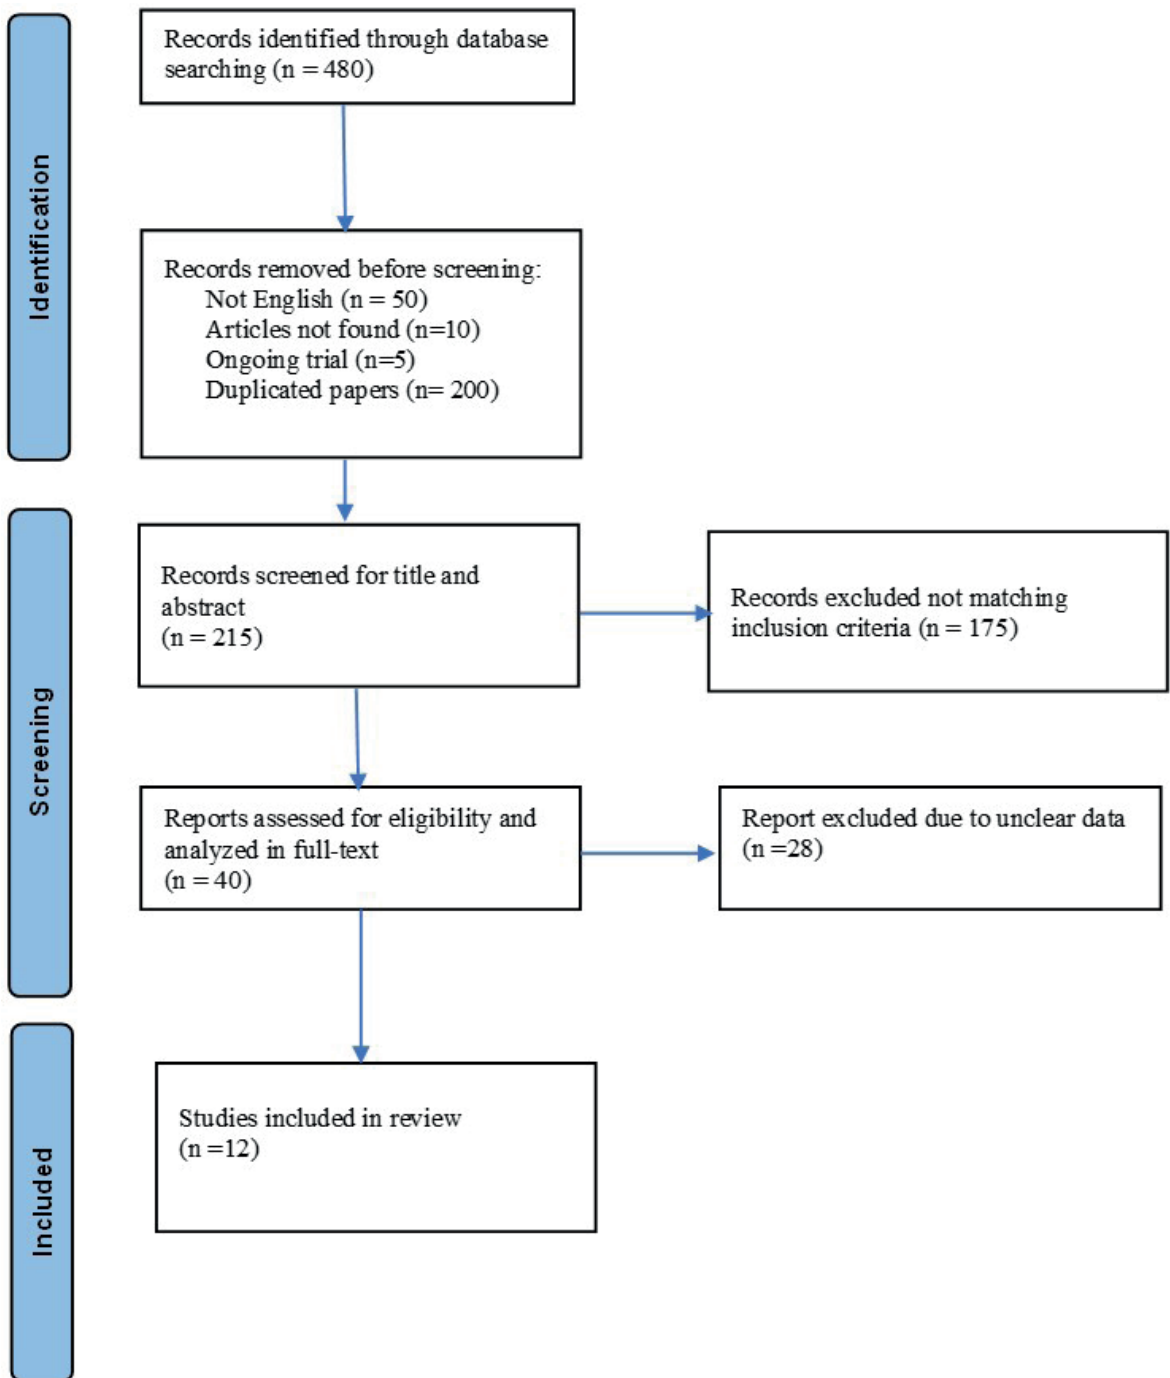 Identification
Records identified through database
searching (n = 480)
Records removed before screening:
Not English (n = 50)
Articles not found (n=10)
Ongoing trial (n=5)
Duplicated papers (n= 200)
Screening
Records screened for title and
abstract
(n = 215)
Records excluded not matching
inclusion criteria (n = 175)
Reports assessed for eligibility and
analyzed in full-text
(n = 40)
Report excluded due to unclear data
(n =28)
Included
Studies included in review
(n =12)